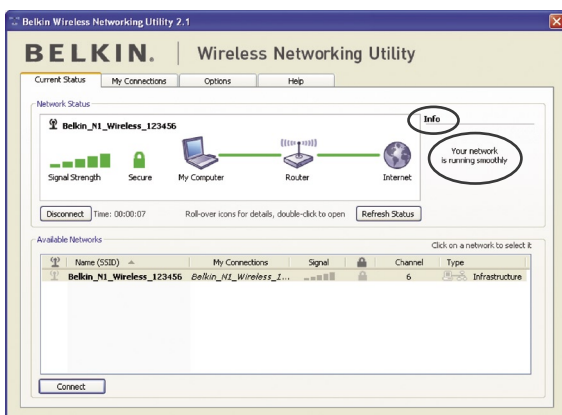 Belkin Wireless Networking Utility 2.1
BELKIN. | Wireless Networking Utility
Current Status My Connections Options Help
Network Status
Belkin_N1_Wireless_123456
Info
Your network
is running smoothly
Signal Strength Secure My Computer Router Internet
Disconnect Time: 00:00:07 Roll-over icons for details, double-click to open Refresh Status
Available Networks
Click on a network to select it
Name (SSID) My Connections Signal Channel Type
Belkin_N1_Wireless_123456 Belkin_N1_Wireless_1... 6 Infrastructure
Connect